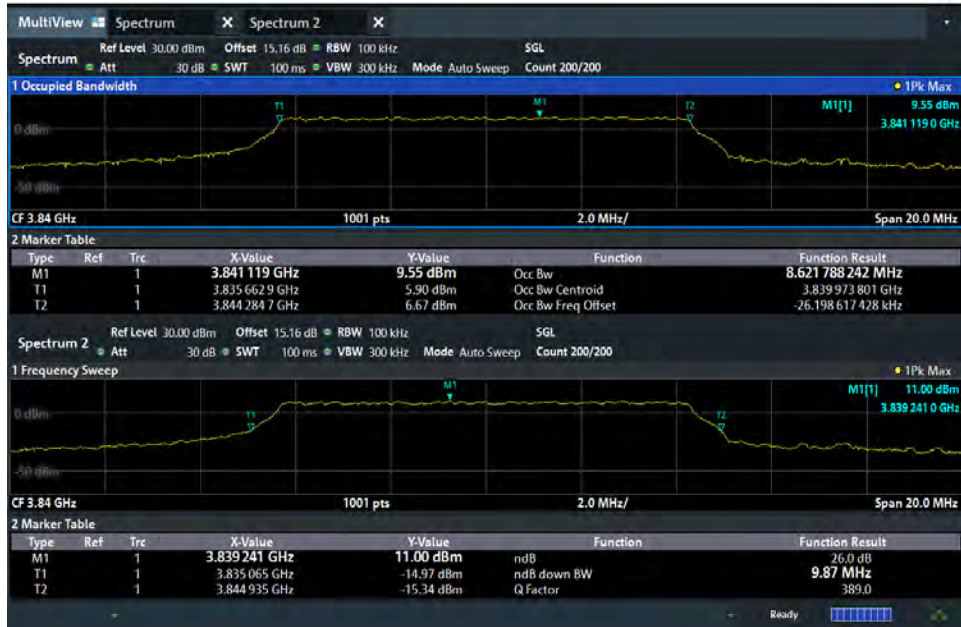 MultiView Spectrum X Spectrum 2 X
Ref Level 30.00 dBm Offset 15.16 dB RBW 100 kHz SGL
Spectrum Att 30 dB SWT 100 ms VBW 300 kHz Mode Auto Sweep Count 200/200
1 Occupied Bandwidth 1Pk Max
T1 M1 T2 M1[1] 9.55 dBm
3.841 119 0 GHz
0 dBm
-50 dBm
CF 3.84 GHz 1001 pts 2.0 MHz/ Span 20.0 MHz
2 Marker Table
Type Ref Trc X-Value Y-Value Function Function Result
M1 1 3.841 119 GHz 9.55 dBm Occ Bw 8.621 788 242 MHz
T1 1 3.835 662 9 GHz 5.90 dBm Occ Bw Centroid 3.839 973 801 GHz
T2 1 3.844 284 7 GHz 6.67 dBm Occ Bw Freq Offset -26.198 617 428 kHz
Ref Level 30.00 dBm Offset 15.16 dB RBW 100 kHz SGL
Spectrum 2 Att 30 dB SWT 100 ms VBW 300 kHz Mode Auto Sweep Count 200/200
1 Frequency Sweep 1Pk Max
M1 M1[1] 11.00 dBm
3.839 241 0 GHz
0 dBm T1 T2
-50 dBm
CF 3.84 GHz 1001 pts 2.0 MHz/ Span 20.0 MHz
2 Marker Table
Type Ref Trc X-Value Y-Value Function Function Result
M1 1 3.839 241 GHz 11.00 dBm ndB 26.0 dB
T1 1 3.835 065 GHz -14.97 dBm ndB down BW 9.87 MHz
T2 1 3.844 935 GHz -15.34 dBm Q Factor 389.0
Ready